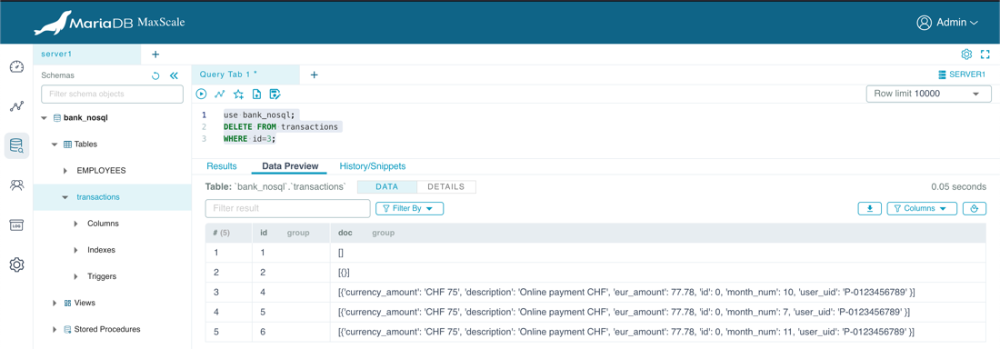 MariaDB MaxScale
Admin
server1 +
Schemas
Filter schema objects
bank_nosql
Tables
EMPLOYEES
transactions
Columns
Indexes
Triggers
Views
Stored Procedures
LOG
Query Tab 1 * +
SERVER1
Row limit 10000
1 use bank_nosql;
2 DELETE FROM transactions
3 WHERE id=3;
Results Data Preview History/Snippets
Table: `bank_nosql`.`transactions` DATA DETAILS 0.05 seconds
Filter result Filter By Columns
# (5) id group doc group
1 1 []
2 2 [{}]
3 4 [{'currency_amount': 'CHF 75', 'description': 'Online payment CHF', 'eur_amount': 77.78, 'id': 0, 'month_num': 10, 'user_uid': 'P-0123456789' }]
4 5 [{'currency_amount': 'CHF 75', 'description': 'Online payment CHF', 'eur_amount': 77.78, 'id': 0, 'month_num': 7, 'user_uid': 'P-0123456789' }]
5 6 [{'currency_amount': 'CHF 75', 'description': 'Online payment CHF', 'eur_amount': 77.78, 'id': 0, 'month_num': 11, 'user_uid': 'P-0123456789' }]